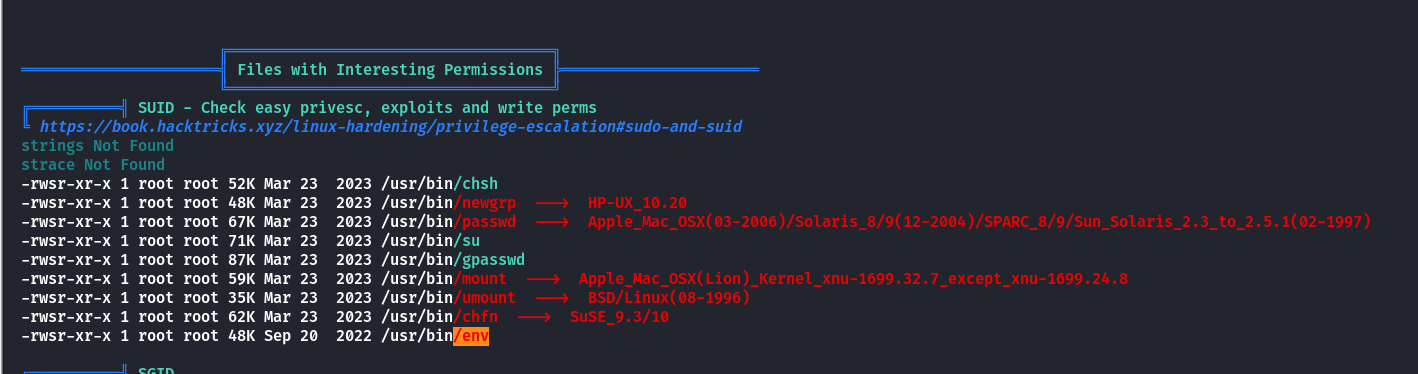 Files with Interesting Permissions
SUID - Check easy privesc, exploits and write perms
https://book.hacktricks.xyz/linux-hardening/privilege-escalation#sudo-and-suid
strings Not Found
strace Not Found
-rwsr-xr-x 1 root root 52K Mar 23  2023 /usr/bin/chsh
-rwsr-xr-x 1 root root 48K Mar 23  2023 /usr/bin/newgrp  --->  HP-UX_10.20
-rwsr-xr-x 1 root root 67K Mar 23  2023 /usr/bin/passwd  --->  Apple_Mac_OSX(03-2006)/Solaris_8/9(12-2004)/SPARC_8/9/Sun_Solaris_2.3_to_2.5.1(02-1997)
-rwsr-xr-x 1 root root 71K Mar 23  2023 /usr/bin/su
-rwsr-xr-x 1 root root 87K Mar 23  2023 /usr/bin/gpasswd
-rwsr-xr-x 1 root root 59K Mar 23  2023 /usr/bin/mount  --->  Apple_Mac_OSX(Lion)_Kernel_xnu-1699.32.7_except_xnu-1699.24.8
-rwsr-xr-x 1 root root 35K Mar 23  2023 /usr/bin/umount  --->  BSD/Linux(08-1996)
-rwsr-xr-x 1 root root 62K Mar 23  2023 /usr/bin/chfn  --->  SuSE_9.3/10
-rwsr-xr-x 1 root root 48K Sep 20  2022 /usr/bin/env
SGID